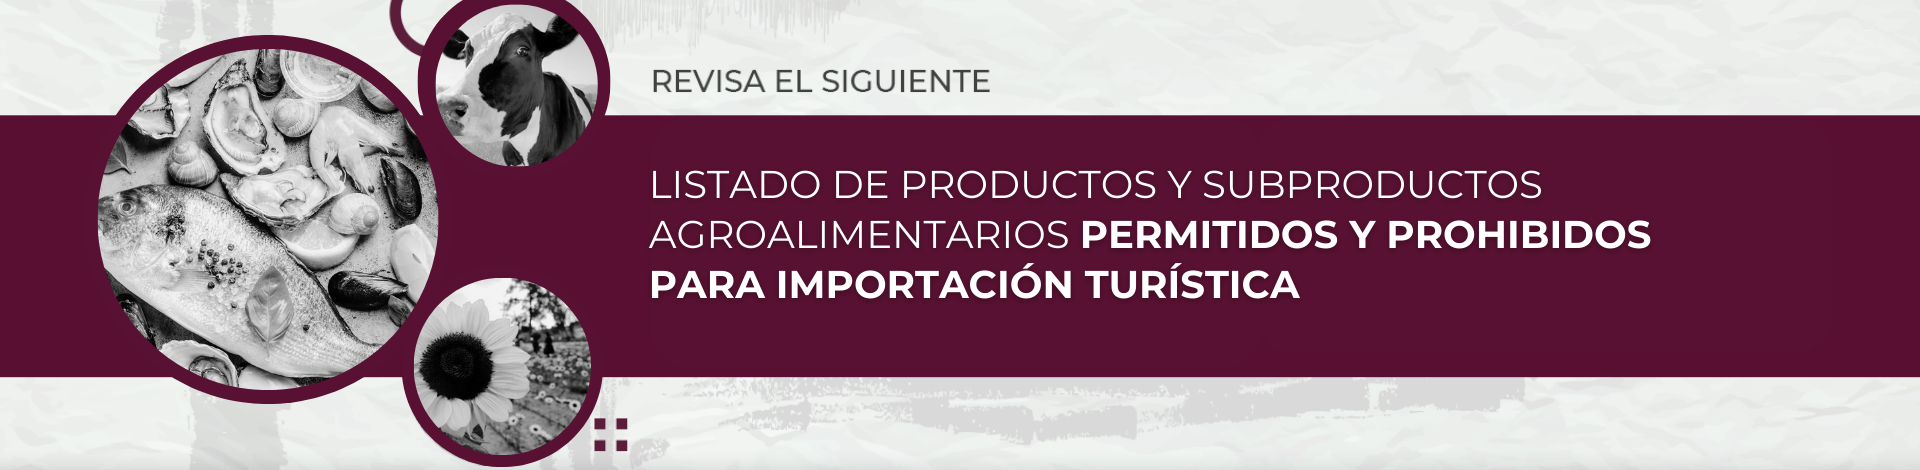 REVISA EL SIGUIENTE
LISTADO DE PRODUCTOS Y SUBPRODUCTOS
AGROALIMENTARIOS PERMITIDOS Y PROHIBIDOS
PARA IMPORTACIÓN TURÍSTICA